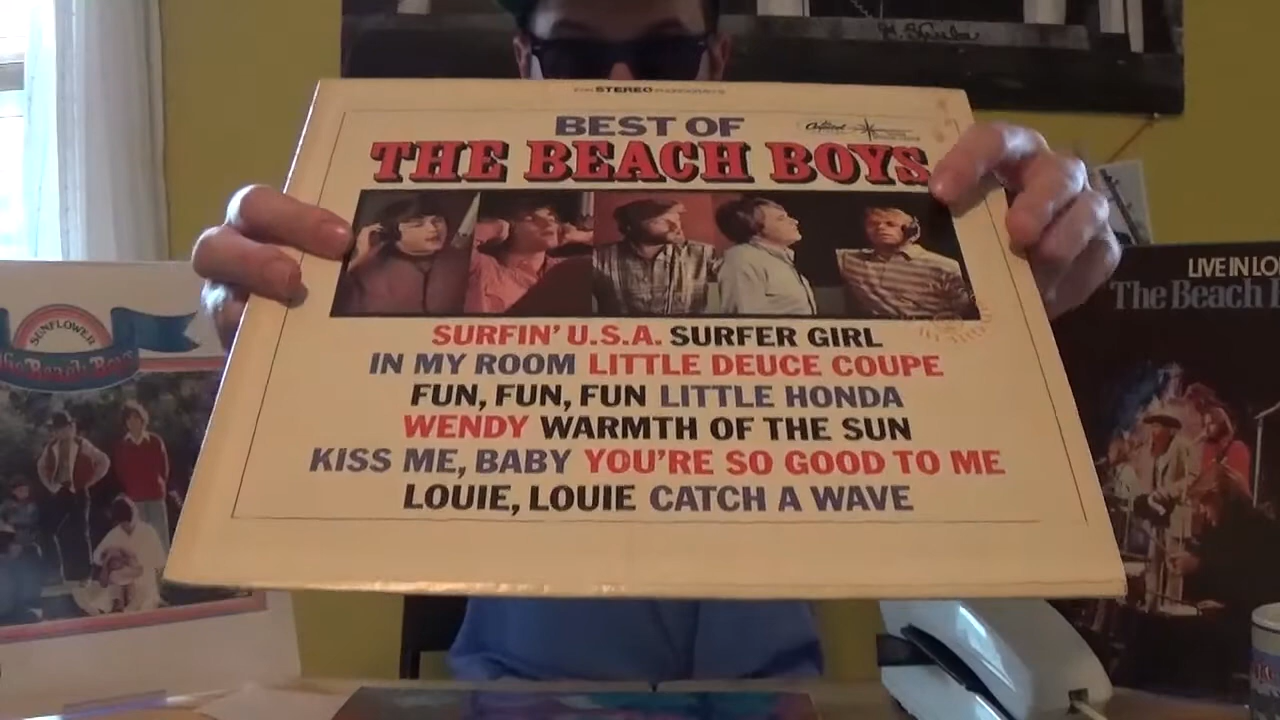 STEREO
BEST OF
Capitol
THE BEACH BOYS
SURFIN' U.S.A. SURFER GIRL
IN MY ROOM LITTLE DEUCE COUPE
FUN, FUN, FUN LITTLE HONDA
WENDY WARMTH OF THE SUN
KISS ME, BABY YOU'RE SO GOOD TO ME
LOUIE, LOUIE CATCH A WAVE
SUNFLOWER
The Beach Boys
LIVE IN LO
The Beach